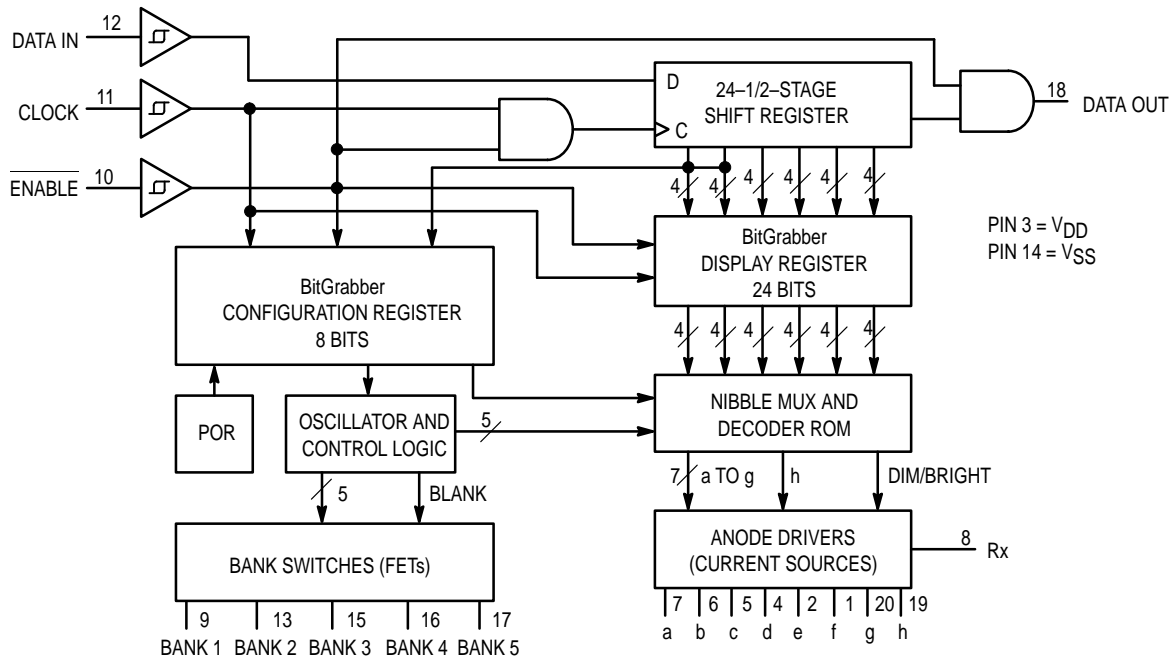 12
DATA IN
11
CLOCK
10
ENABLE
D
C
24–1/2–STAGE
SHIFT REGISTER
18
DATA OUT
4 4 4 4 4 4
PIN 3 = VDD
PIN 14 = VSS
BitGrabber
CONFIGURATION REGISTER
8 BITS
BitGrabber
DISPLAY REGISTER
24 BITS
4 4 4 4 4 4
POR
OSCILLATOR AND
CONTROL LOGIC
5
NIBBLE MUX AND
DECODER ROM
5
BLANK
7
a TO g
h
DIM/BRIGHT
BANK SWITCHES (FETs)
ANODE DRIVERS
(CURRENT SOURCES)
8
Rx
9 13 15 16 17
BANK 1 BANK 2 BANK 3 BANK 4 BANK 5
7 6 5 4 2 1 20 19
a b c d e f g h